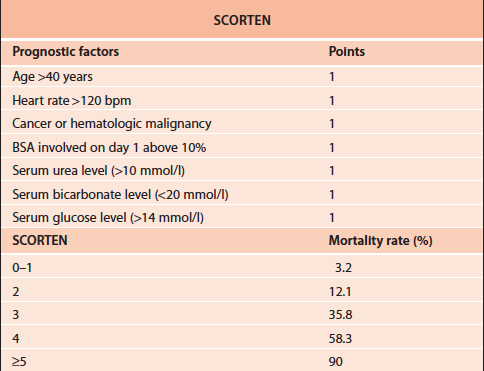 SCORTEN
Prognostic factors Points
Age >40 years 1
Heart rate >120 bpm 1
Cancer or hematologic malignancy 1
BSA involved on day 1 above 10% 1
Serum urea level (>10 mmol/l) 1
Serum bicarbonate level (<20 mmol/l) 1
Serum glucose level (>14 mmol/l) 1
SCORTEN Mortality rate (%)
0–1 3.2
2 12.1
3 35.8
4 58.3
≥5 90